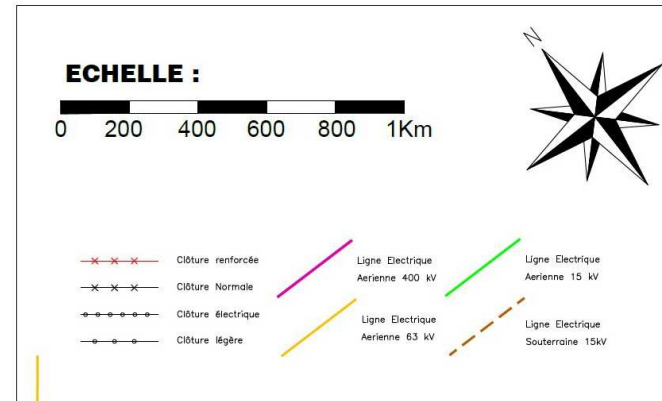 N
ECHELLE :
0 200 400 600 800 1Km
Clôture renforcée
Clôture Normale
Clôture électrique
Clôture légère
Ligne Electrique
Aerienne 400 kV
Ligne Electrique
Aerienne 63 kV
Ligne Electrique
Aerienne 15 kV
Ligne Electrique
Souterraine 15kV